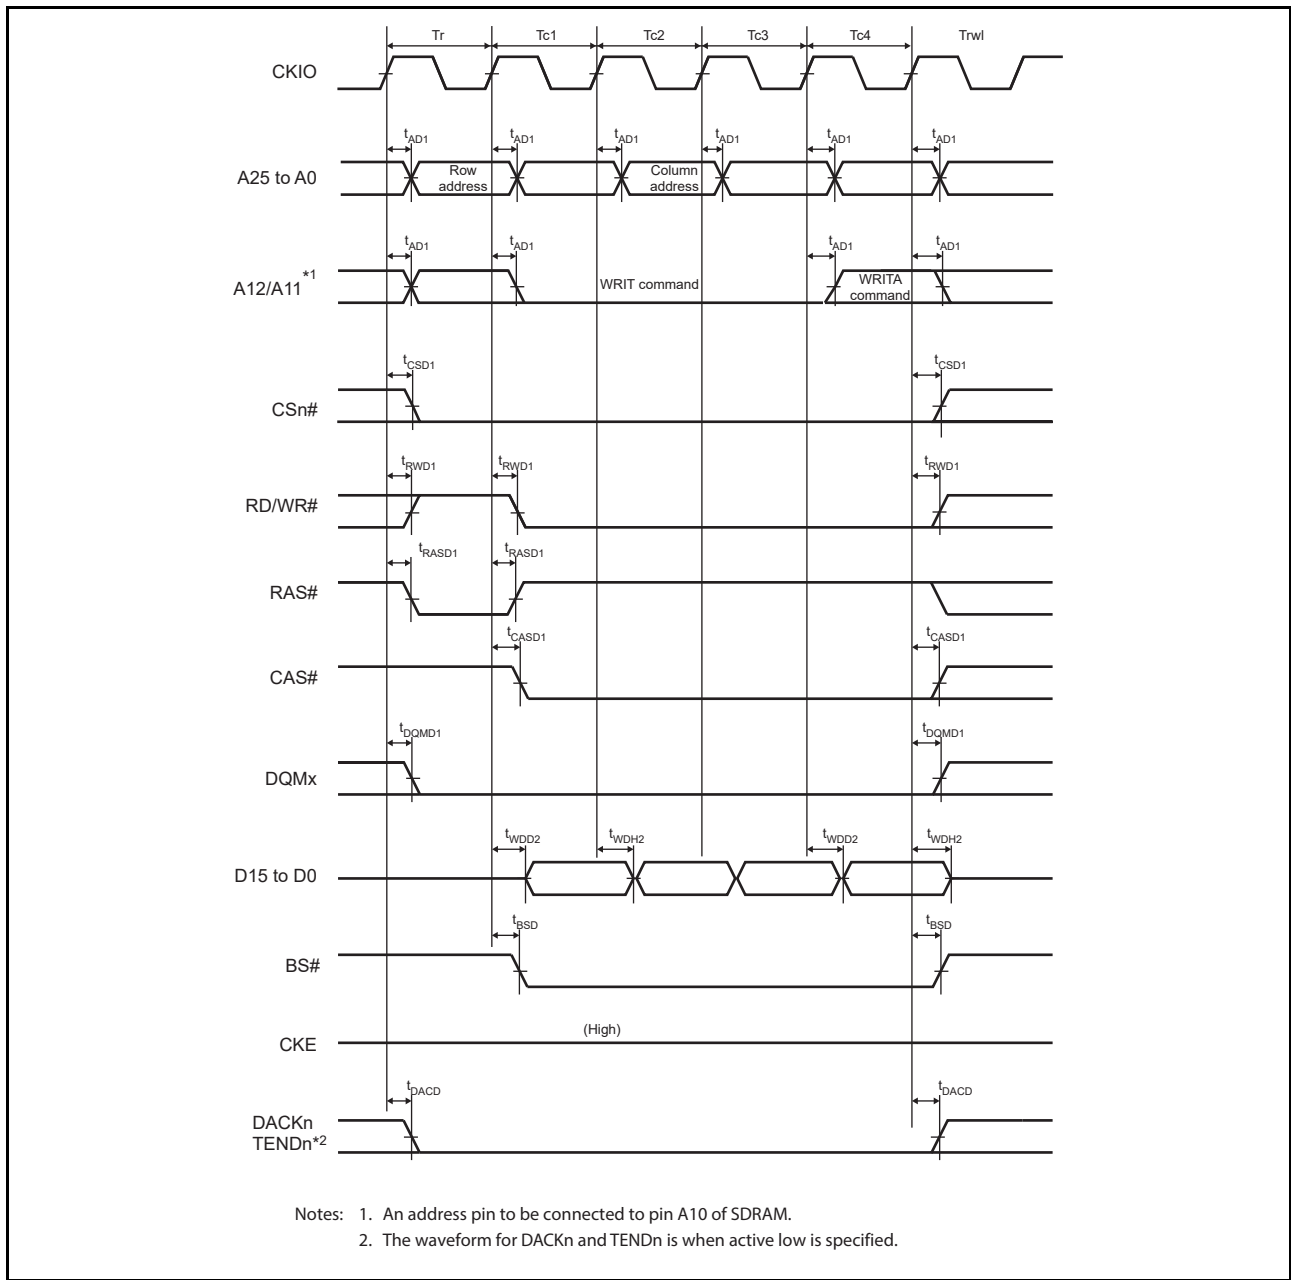 Tr Tc1 Tc2 Tc3 Tc4 Trwl
CKIO
tAD1 tAD1 tAD1 tAD1 tAD1 tAD1
A25 to A0
Row
address
Column
address
tAD1 tAD1 tAD1 tAD1
A12/A11 *1
WRIT command
WRITA
command
tCSD1 tCSD1
CSn#
tRWD1 tRWD1 tRWD1
RD/WR#
tRASD1 tRASD1
RAS#
tCASD1 tCASD1
CAS#
tDQMD1 tDQMD1
DQMx
tWDD2 tWDH2 tWDD2 tWDH2
D15 to D0
tBSD tBSD
BS#
(High)
CKE
tDACD tDACD
DACKn
TENDn*2
Notes: 1. An address pin to be connected to pin A10 of SDRAM.
2. The waveform for DACKn and TENDn is when active low is specified.